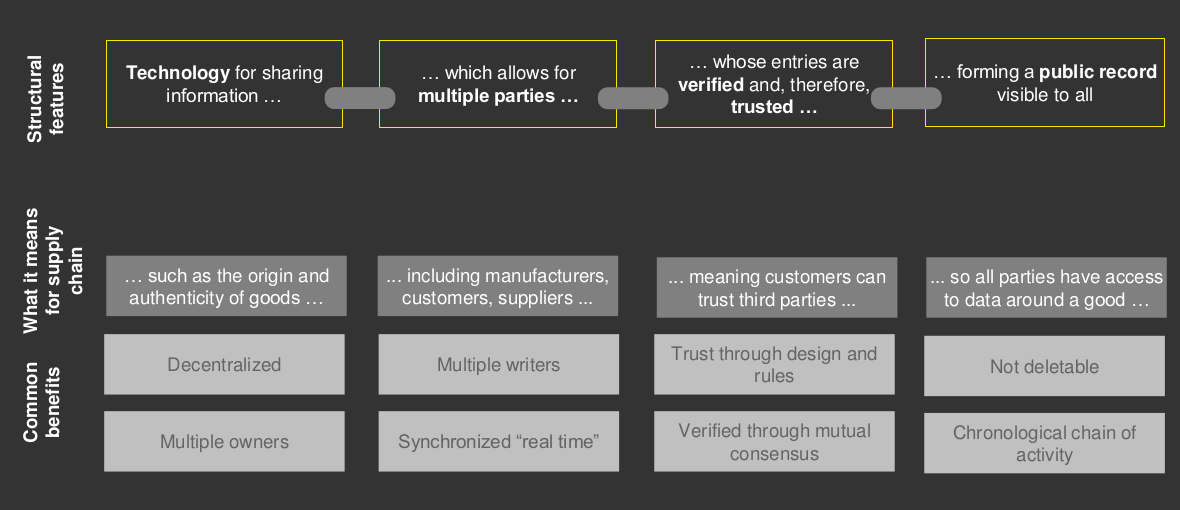 Structural
features
Technology for sharing
information …
… which allows for
multiple parties …
… whose entries are
verified and, therefore,
trusted …
… forming a public record
visible to all
What it means
for supply
chain
… such as the origin and
authenticity of goods …
... including manufacturers,
customers, suppliers ...
... meaning customers can
trust third parties ...
... so all parties have access
to data around a good …
Common
benefits
Decentralized
Multiple writers
Trust through design and
rules
Not deletable
Multiple owners
Synchronized “real time”
Verified through mutual
consensus
Chronological chain of
activity